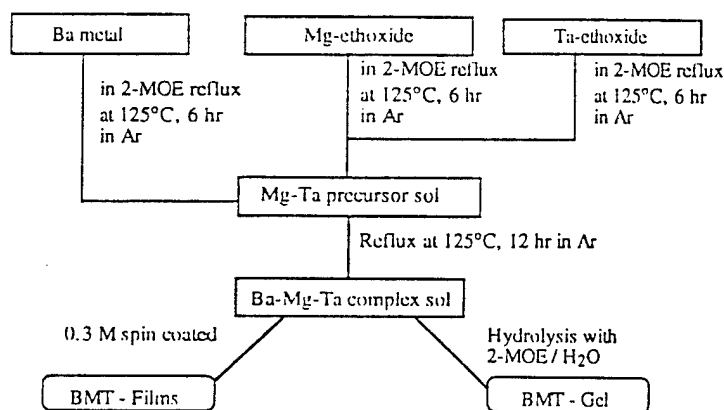 Ba metal
Mg-ethoxide
Ta-ethoxide
in 2-MOE reflux
at 125°C, 6 hr
in Ar
in 2-MOE reflux
at 125°C, 6 hr
in Ar
in 2-MOE reflux
at 125°C, 6 hr
in Ar
Mg-Ta precursor sol
Reflux at 125°C, 12 hr in Ar
Ba-Mg-Ta complex sol
0.3 M spin coated
Hydrolysis with
2-MOE / H₂O
BMT - Films
BMT - Gel